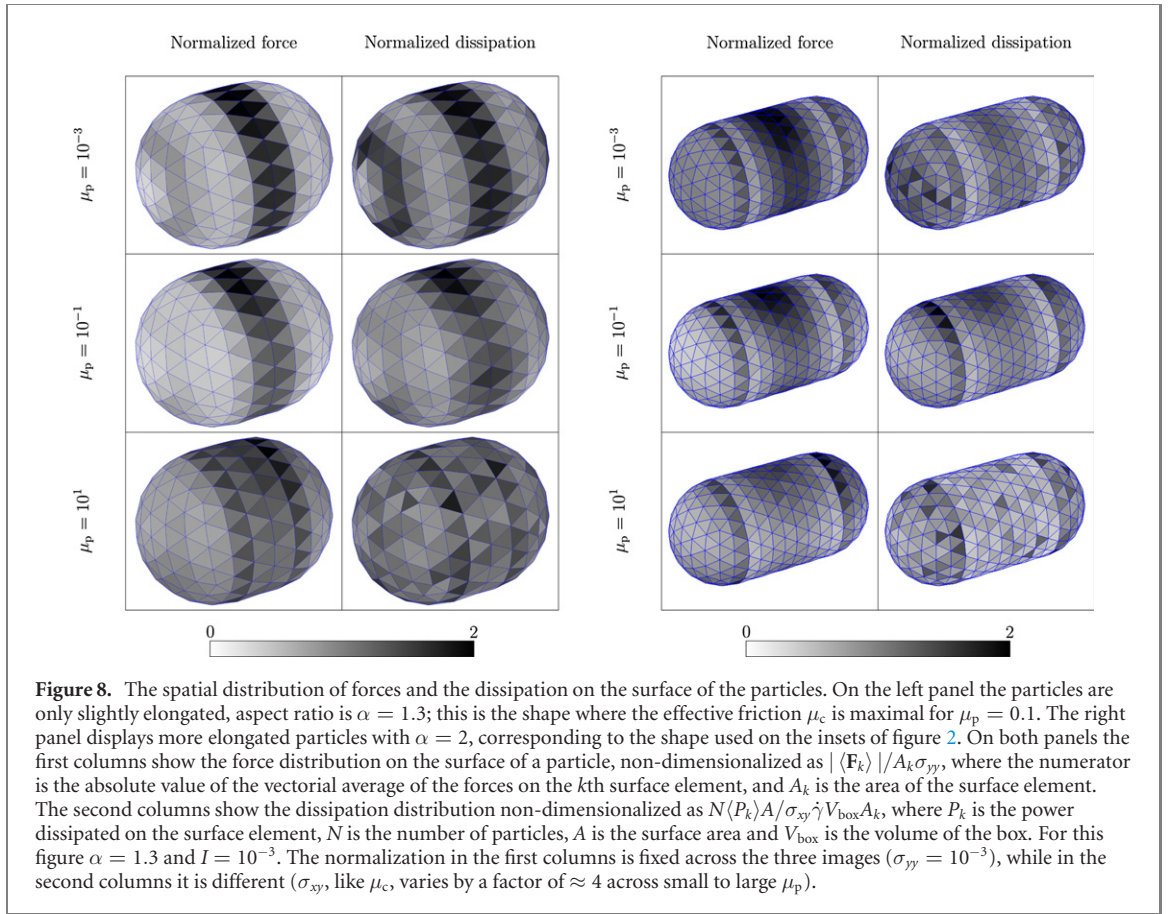 Normalized force Normalized dissipation Normalized force Normalized dissipation
μp = 10⁻³ μp = 10⁻³
μp = 10⁻¹ μp = 10⁻¹
μp = 10¹ μp = 10¹
0 2 0 2
Figure 8. The spatial distribution of forces and the dissipation on the surface of the particles. On the left panel the particles are
only slightly elongated, aspect ratio is α = 1.3; this is the shape where the effective friction μc is maximal for μp = 0.1. The right
panel displays more elongated particles with α = 2, corresponding to the shape used on the insets of figure 2. On both panels the
first columns show the force distribution on the surface of a particle, non-dimensionalized as | ⟨Fk⟩ |/Akσyy, where the numerator
is the absolute value of the vectorial average of the forces on the kth surface element, and Ak is the area of the surface element.
The second columns show the dissipation distribution non-dimensionalized as N⟨Pk⟩A/σxyγ̇VboxAk, where Pk is the power
dissipated on the surface element, N is the number of particles, A is the surface area and Vbox is the volume of the box. For this
figure α = 1.3 and I = 10⁻³. The normalization in the first columns is fixed across the three images (σyy = 10⁻³), while in the
second columns it is different (σxy, like μc, varies by a factor of ≈ 4 across small to large μp).